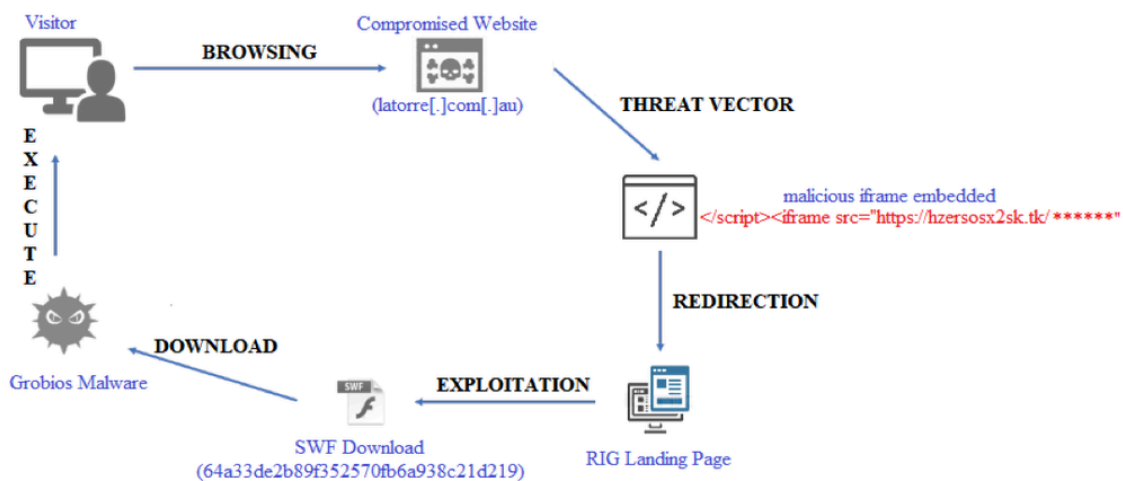 Visitor
BROWSING
Compromised Website
(latorre[.]com[.]au)
THREAT VECTOR
</>
malicious iframe embedded
</script><iframe src="https://hzersosx2sk.tk/******"
REDIRECTION
RIG Landing Page
EXPLOITATION
SWF
SWF Download
(64a33de2b89f352570fb6a938c21d219)
DOWNLOAD
Grobios Malware
EXECUTE